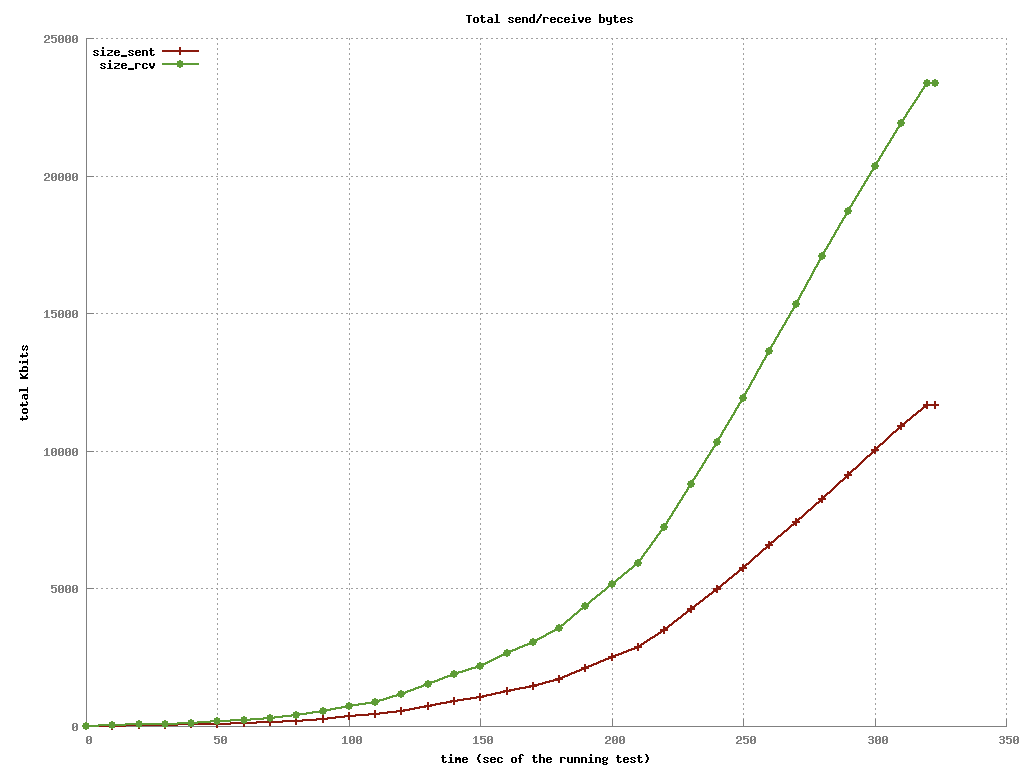 Total send/receive bytes
25000
size_sent
size_rcv
20000
15000
total Kbits
10000
5000
0
0 50 100 150 200 250 300 350
time (sec of the running test)